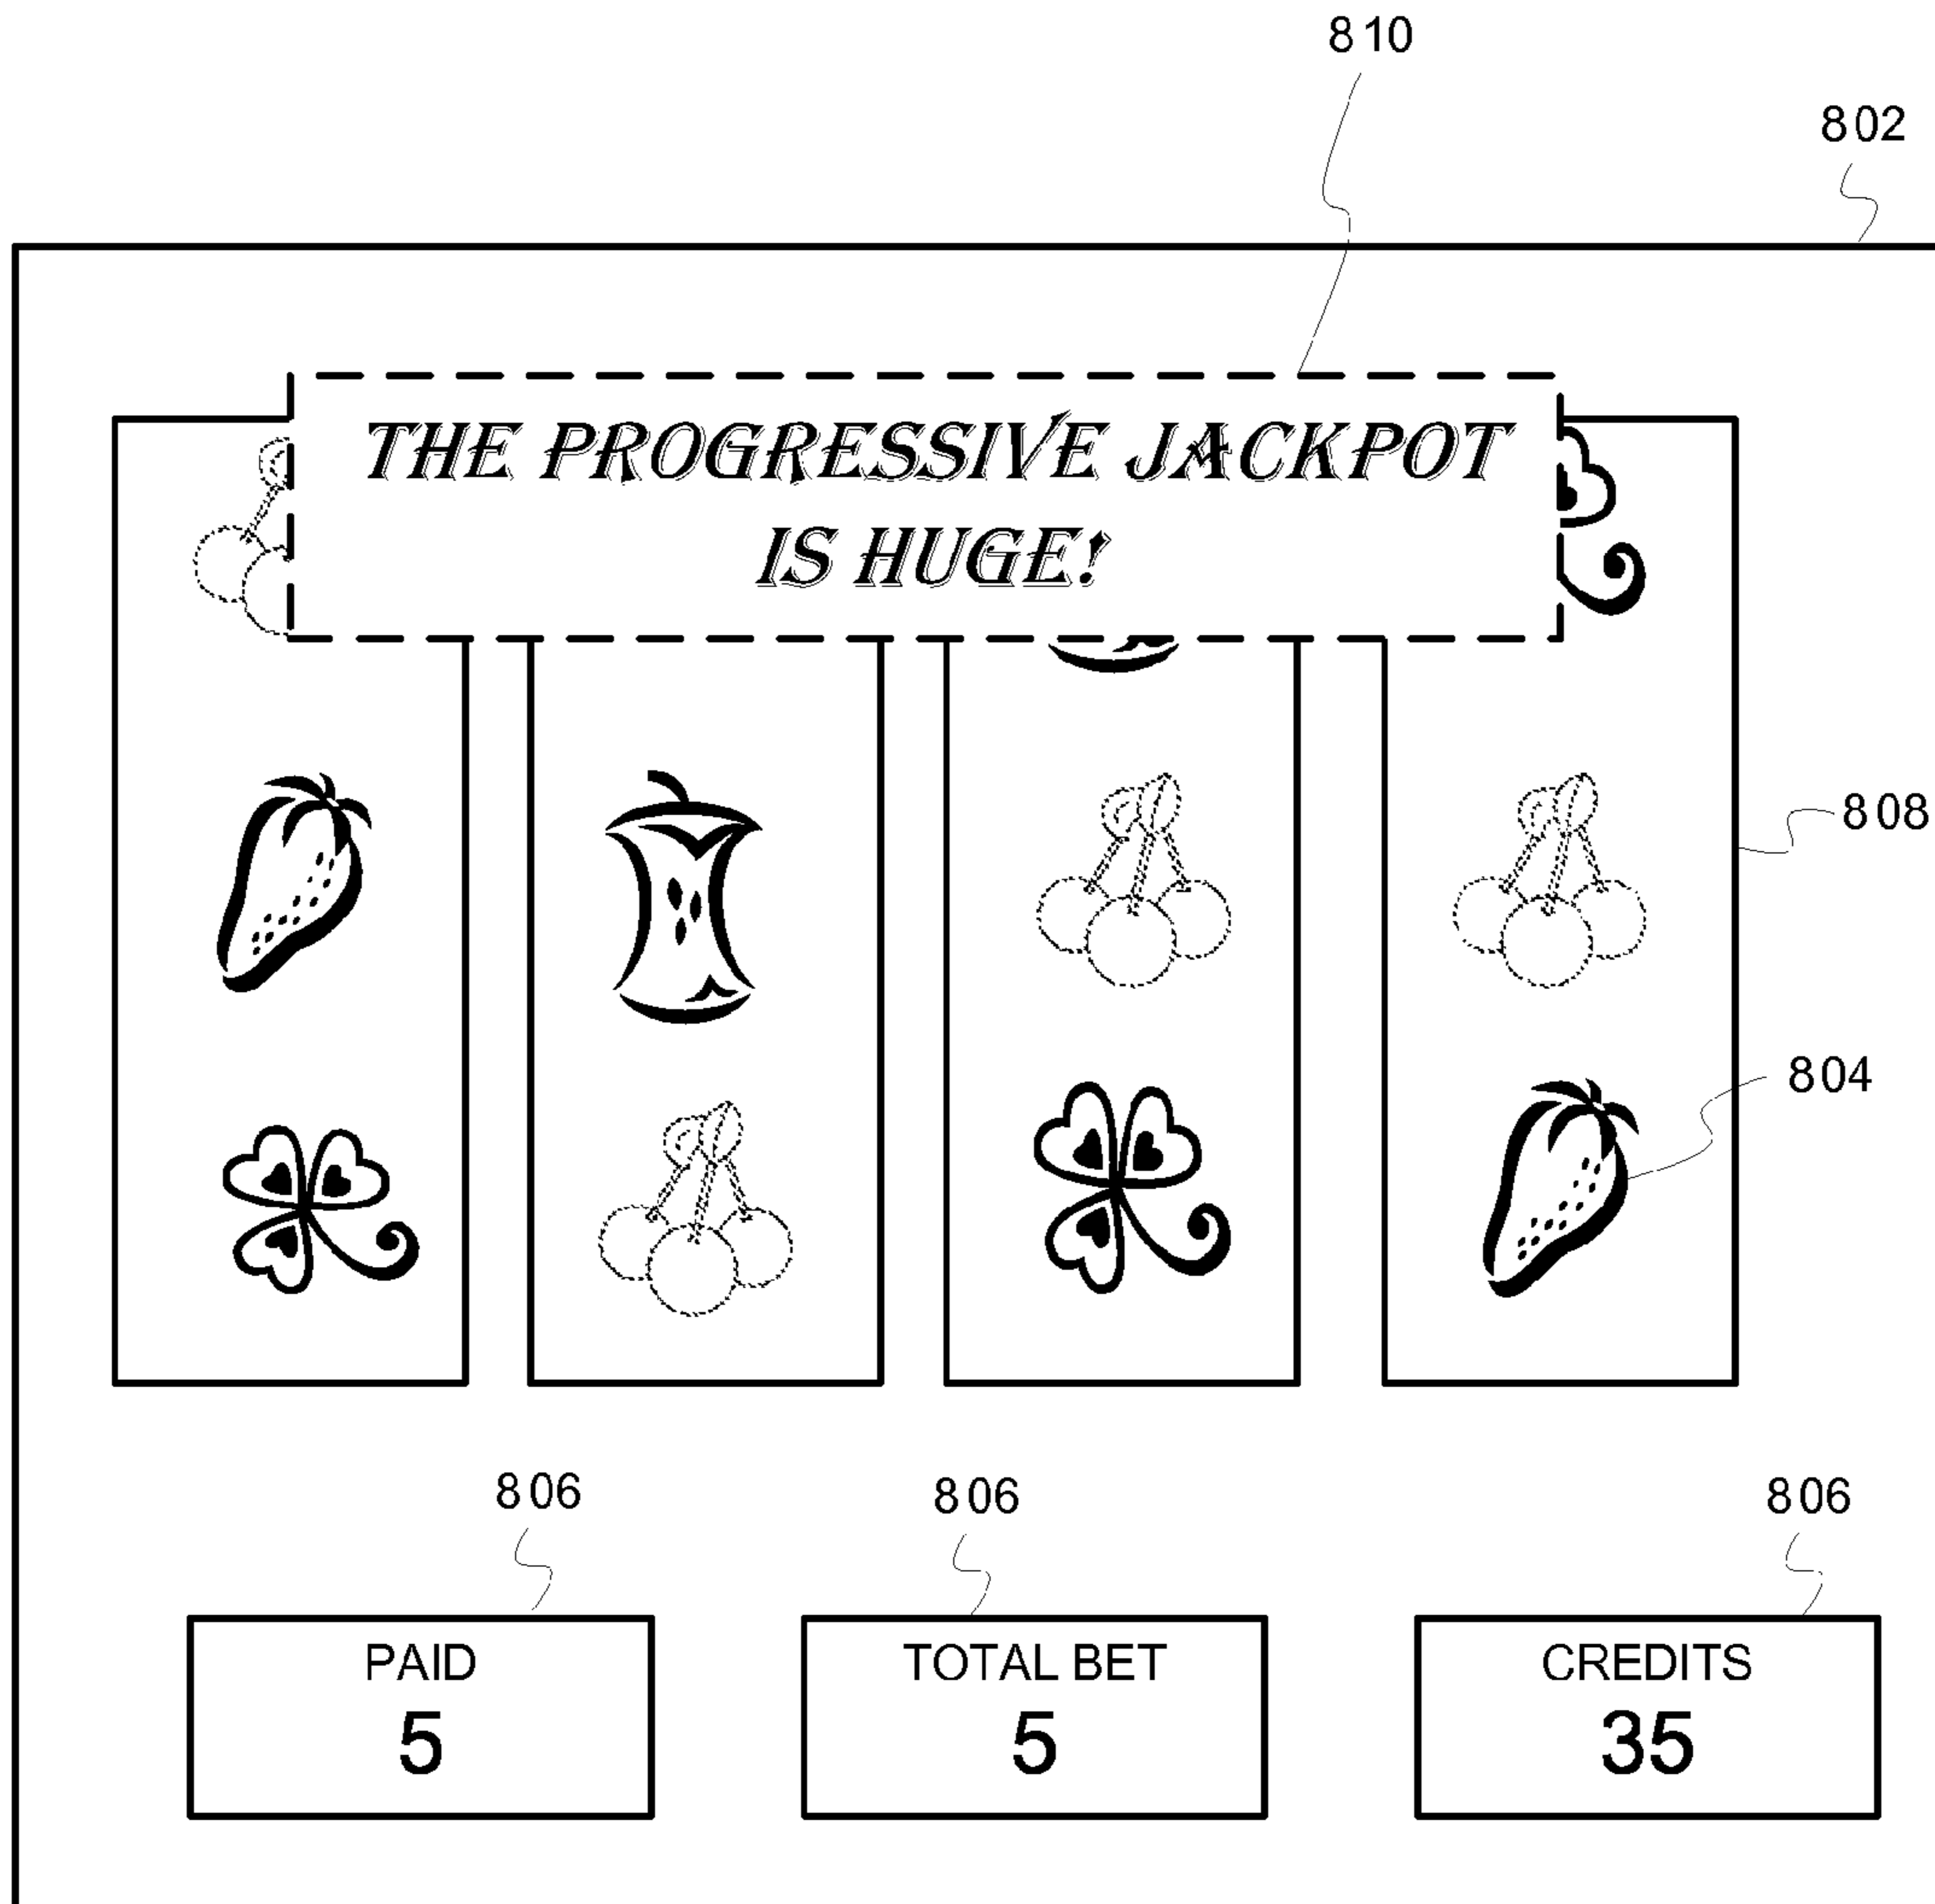 810
802
THE PROGRESSIVE JACKPOT
IS HUGE!
808
804
806 806 806
PAID TOTAL BET CREDITS
5 5 35